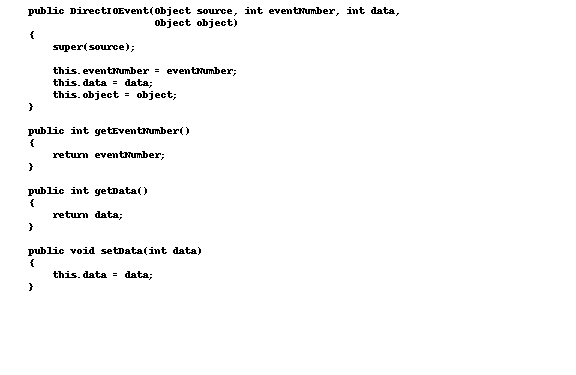 public DirectIOEvent(Object source, int eventNumber, int data,
                     Object object)
{
    super(source);

    this.eventNumber = eventNumber;
    this.data = data;
    this.object = object;
}

public int getEventNumber()
{
    return eventNumber;
}

public int getData()
{
    return data;
}

public void setData(int data)
{
    this.data = data;
}